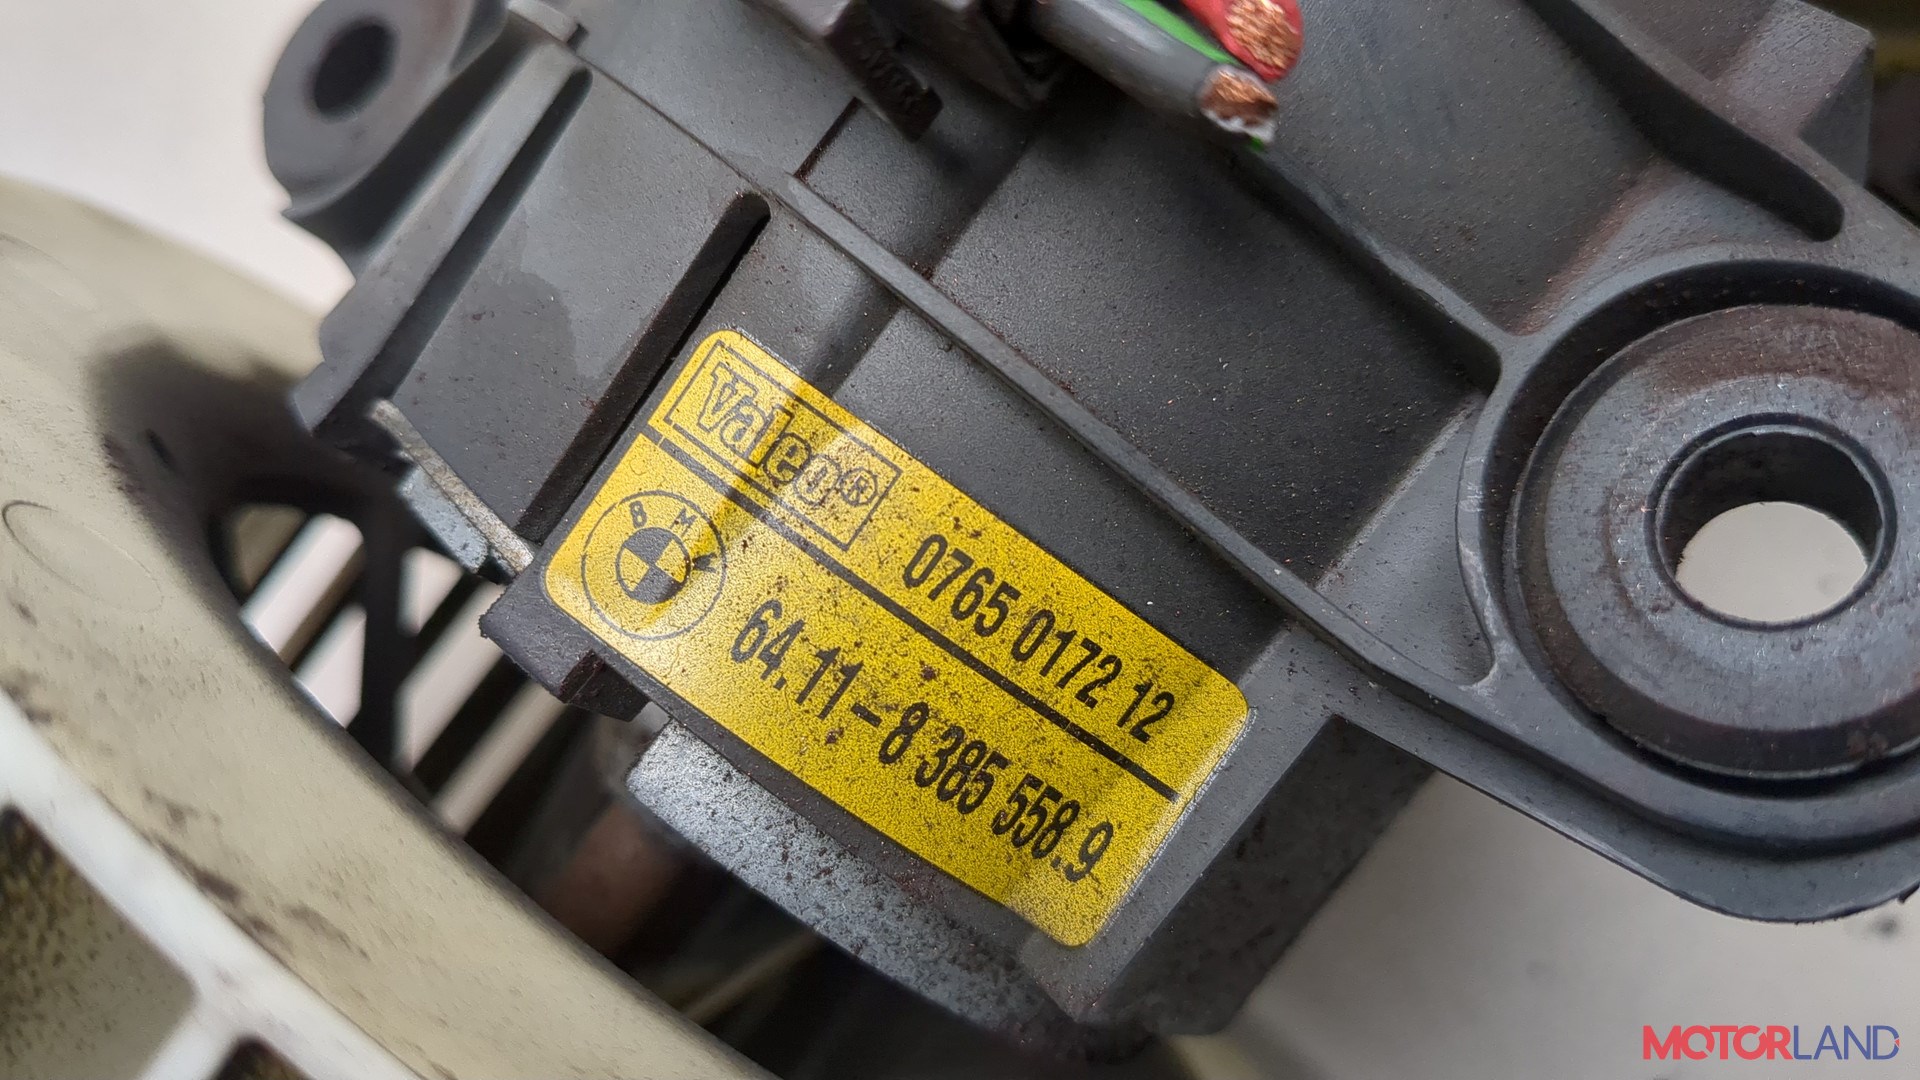 Valeo®
0765 0172 12
BMW
64.11-8 385 558.9
MOTORLAND